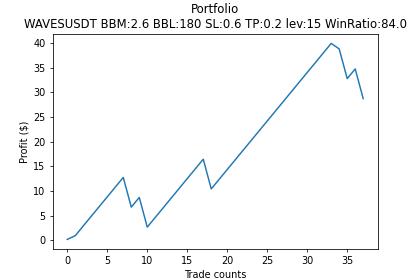 Portfolio
WAVESUSDT BBM:2.6 BBL:180 SL:0.6 TP:0.2 lev:15 WinRatio:84.0
40
35
30
25
20
15
10
5
0
Profit ($)
0 5 10 15 20 25 30 35
Trade counts